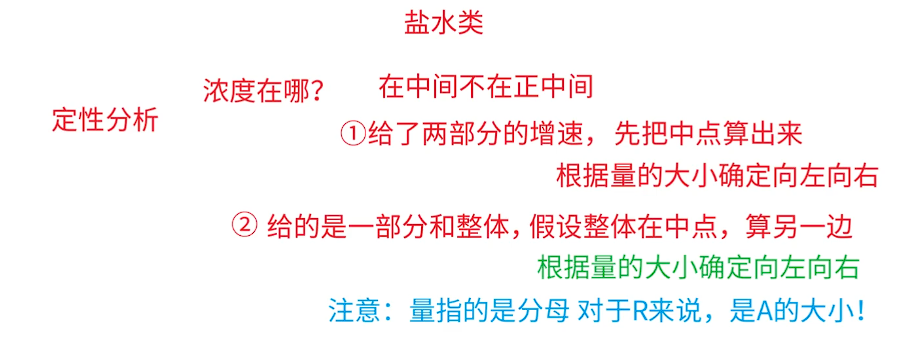 盐水类
浓度在哪？ 在中间不在正中间
定性分析
①给了两部分的增速，先把中点算出来
根据量的大小确定向左向右
② 给的是一部分和整体，假设整体在中点，算另一边
根据量的大小确定向左向右
注意：量指的是分母 对于R来说，是A的大小！